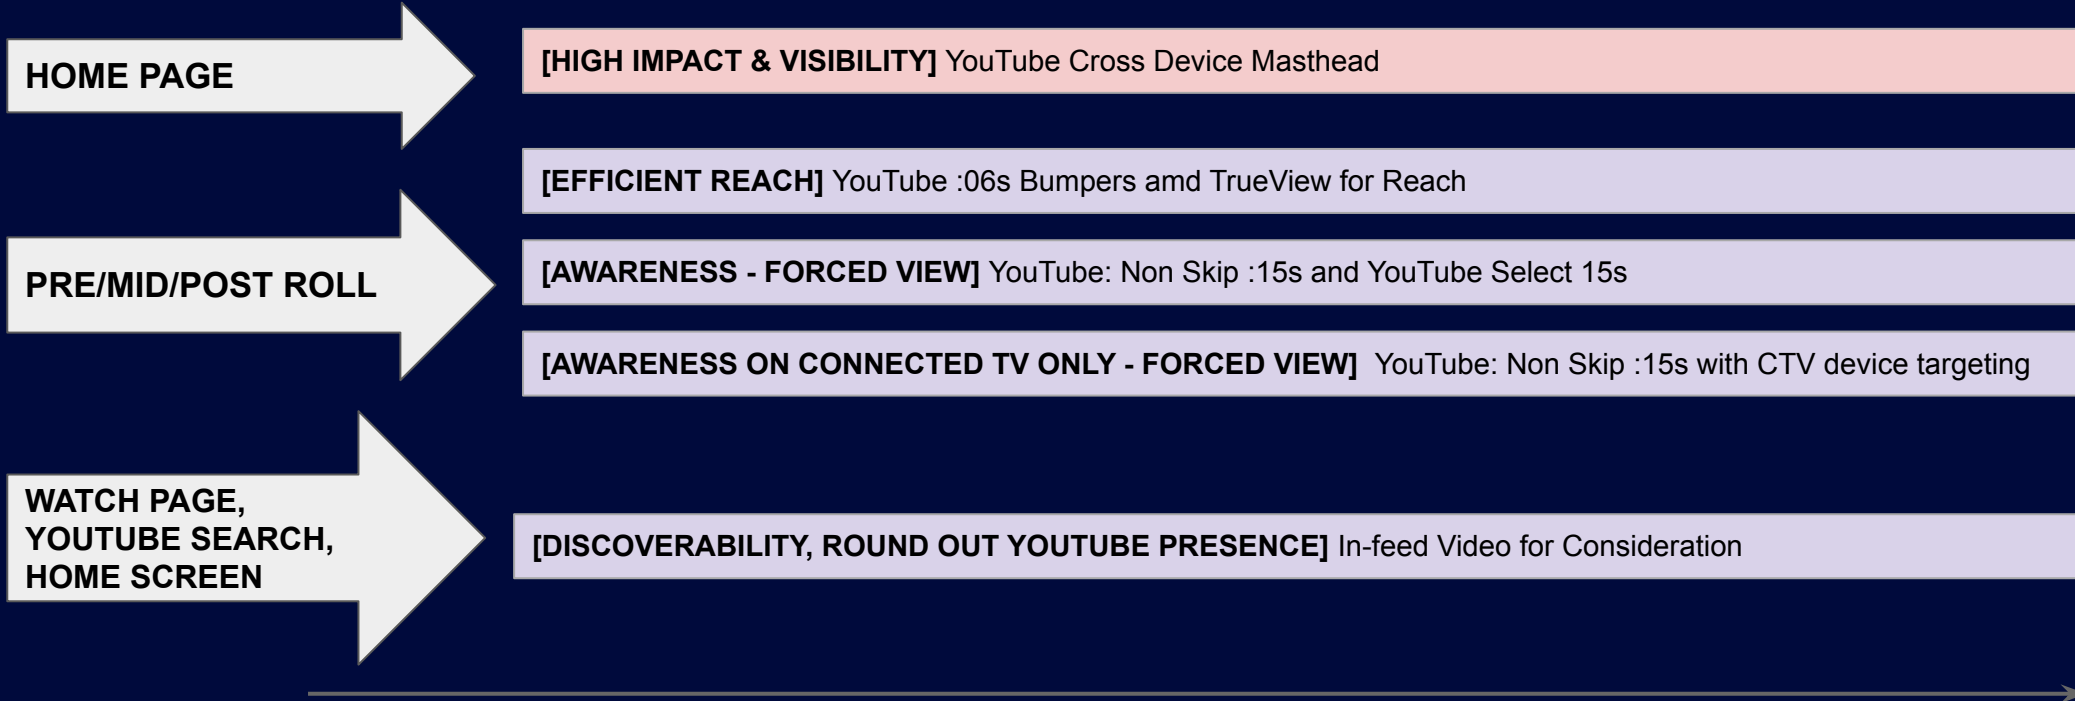 HOME PAGE
[HIGH IMPACT & VISIBILITY] YouTube Cross Device Masthead
[EFFICIENT REACH] YouTube :06s Bumpers amd TrueView for Reach
PRE/MID/POST ROLL
[AWARENESS - FORCED VIEW] YouTube: Non Skip :15s and YouTube Select 15s
[AWARENESS ON CONNECTED TV ONLY - FORCED VIEW] YouTube: Non Skip :15s with CTV device targeting
WATCH PAGE,
YOUTUBE SEARCH,
HOME SCREEN
[DISCOVERABILITY, ROUND OUT YOUTUBE PRESENCE] In-feed Video for Consideration